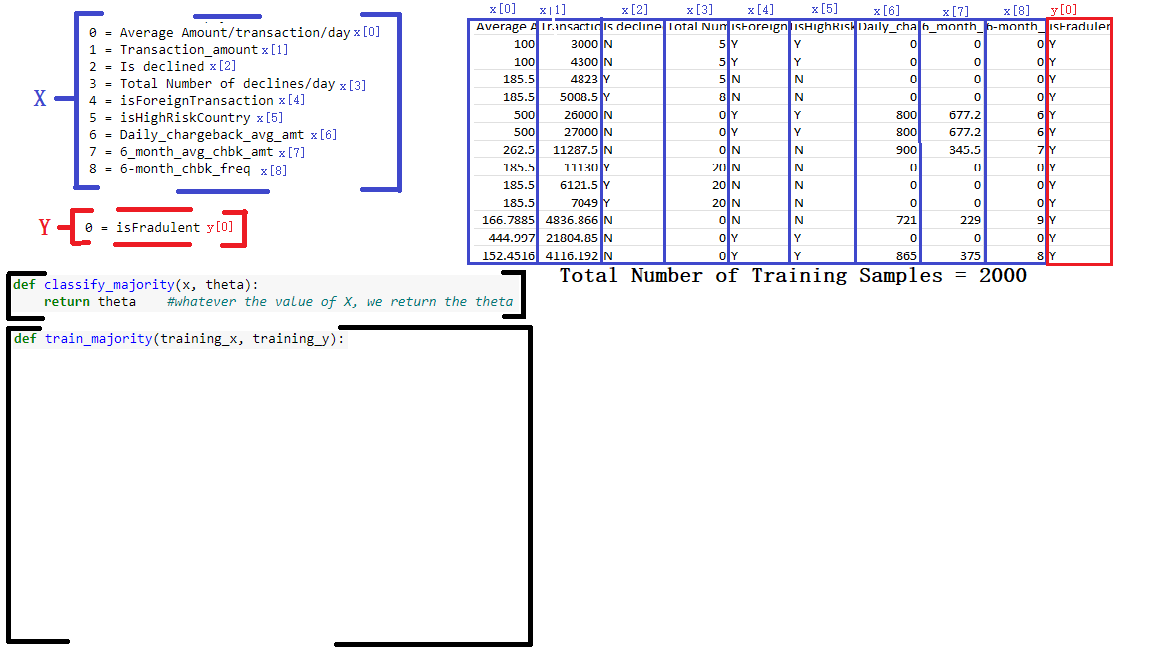 0 = Average Amount/transaction/day x[0]
1 = Transaction_amount x[1]
2 = Is declined x[2]
3 = Total Number of declines/day x[3]
X
4 = isForeignTransaction x[4]
5 = isHighRiskCountry x[5]
6 = Daily_chargeback_avg_amt x[6]
7 = 6_month_avg_chbk_amt x[7]
8 = 6-month_chbk_freq x[8]
Y
0 = isFradulent y[0]
def classify_majority(x, theta):
return theta #whatever the value of X, we return the theta
def train_majority(training_x, training_y):
x[0] x[1] x[2] x[3] x[4] x[5] x[6] x[7] x[8] y[0]
Average A Transactic Is decline Total Num isForeign isHighRisk Daily_cha 6_month_ 6-month_ isFrauler
100 3000 N 5 Y Y 0 0 0 Y
100 4300 N 5 Y Y 0 0 0 Y
185.5 4823 Y 5 N N 0 0 0 Y
185.5 5008.5 Y 8 N N 0 0 0 Y
500 26000 N 0 Y Y 800 677.2 6 Y
500 27000 N 0 Y Y 800 677.2 6 Y
262.5 11287.5 N 0 N N 900 345.5 7 Y
185.5 11130 Y 20 N N 0 0 0 Y
185.5 6121.5 Y 20 N N 0 0 0 Y
185.5 7049 Y 20 N N 0 0 0 Y
166.7885 4836.866 N 0 N N 721 229 9 Y
444.997 21804.85 N 0 Y Y 0 0 0 Y
152.4516 4116.192 N 0 Y Y 865 375 8 Y
Total Number of Training Samples = 2000